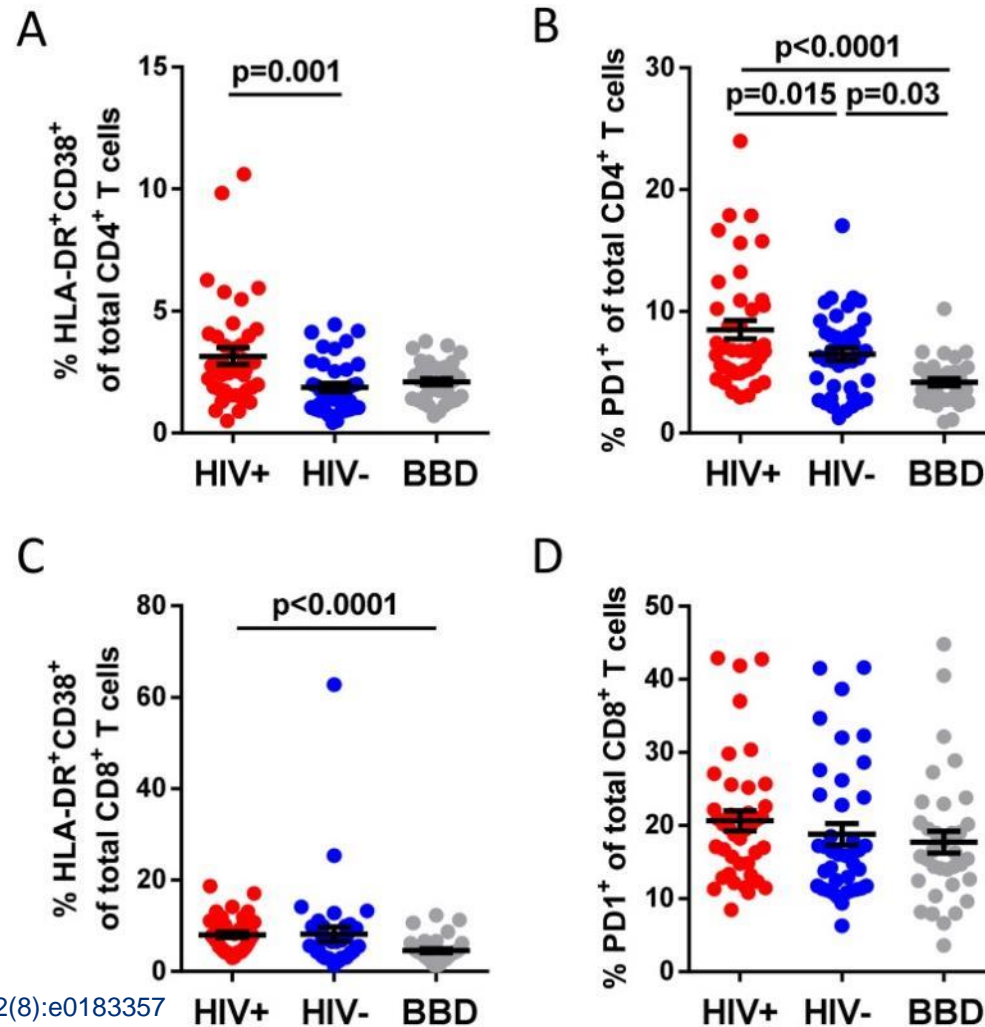 A
% HLA-DR⁺CD38⁺
of total CD4⁺ T cells
15
10
5
0
p=0.001
HIV+ HIV- BBD
B
% PD1⁺ of total CD4⁺ T cells
30
20
10
0
p<0.0001
p=0.015 p=0.03
HIV+ HIV- BBD
C
% HLA-DR⁺CD38⁺
of total CD8⁺ T cells
80
60
40
20
0
p<0.0001
HIV+ HIV- BBD
D
% PD1⁺ of total CD8⁺ T cells
50
40
30
20
10
0
HIV+ HIV- BBD
2(8):e0183357